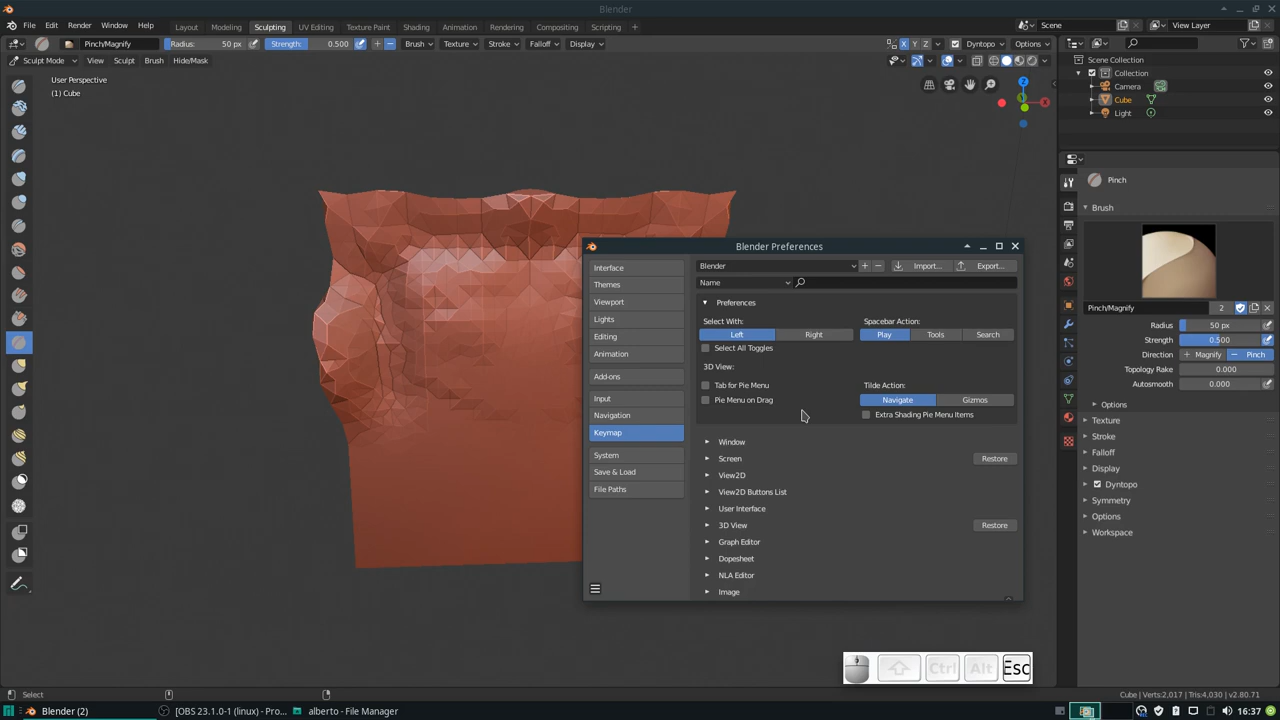 Blender
File Edit Render Window Help Layout Modeling Sculpting UV Editing Texture Paint Shading Animation Rendering Compositing Scripting + Scene View Layer
Pinch/Magnify Radius: 50 px Strength: 0.500 Brush Texture Stroke Falloff Display X Y Z Dyntopo Options
Sculpt Mode View Sculpt Brush Hide/Mask
User Perspective
(1) Cube
Z
X
Scene Collection
Collection
Camera
Cube
Light
Pinch
Brush
Pinch/Magnify 2
Radius 50 px
Strength 0.500
Direction + Magnify − Pinch
Topology Rake 0.000
Autosmooth 0.000
Options
Texture
Stroke
Falloff
Display
Dyntopo
Symmetry
Options
Workspace
Blender Preferences
Interface
Themes
Viewport
Lights
Editing
Animation
Add-ons
Input
Navigation
Keymap
System
Save & Load
File Paths
Blender + − Import... Export...
Name
Preferences
Select With: Spacebar Action:
Left Right Play Tools Search
Select All Toggles
3D View:
Tab for Pie Menu Tilde Action:
Pie Menu on Drag Navigate Gizmos
Extra Shading Pie Menu Items
Window
Screen Restore
View2D
View2D Buttons List
User Interface
3D View Restore
Graph Editor
Dopesheet
NLA Editor
Image
Ctrl Alt Esc
Select Cube | Verts:2,017 | Tris:4,030 | v2.80.71
Blender (2) [OBS 23.1.0-1 (linux) - Pro... alberto - File Manager 16:37